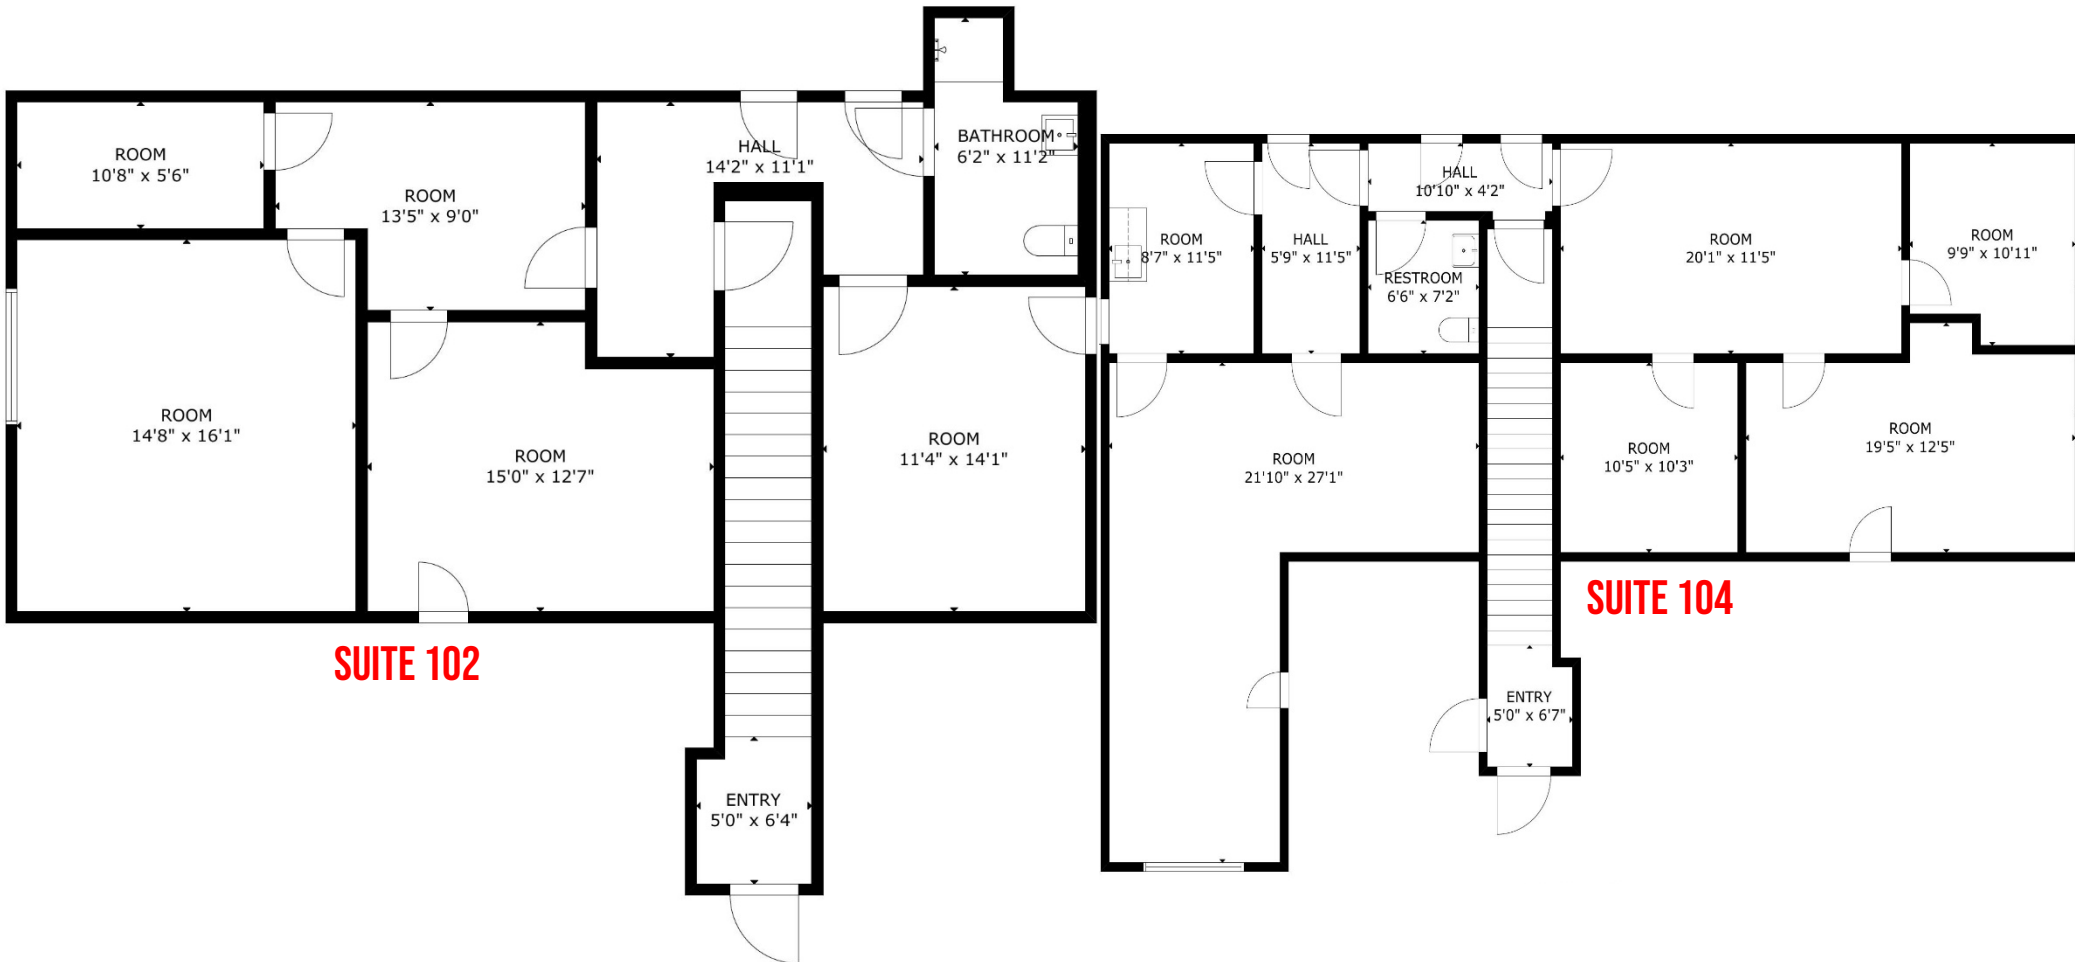 ROOM
10'8" x 5'6"
ROOM
13'5" x 9'0"
HALL
14'2" x 11'1"
BATHROOM
6'2" x 11'2"
ROOM
14'8" x 16'1"
ROOM
15'0" x 12'7"
ROOM
11'4" x 14'1"
ENTRY
5'0" x 6'4"
SUITE 102
ROOM
8'7" x 11'5"
HALL
5'9" x 11'5"
HALL
10'10" x 4'2"
RESTROOM
6'6" x 7'2"
ROOM
20'1" x 11'5"
ROOM
9'9" x 10'11"
ROOM
21'10" x 27'1"
ROOM
10'5" x 10'3"
ROOM
19'5" x 12'5"
ENTRY
5'0" x 6'7"
SUITE 104